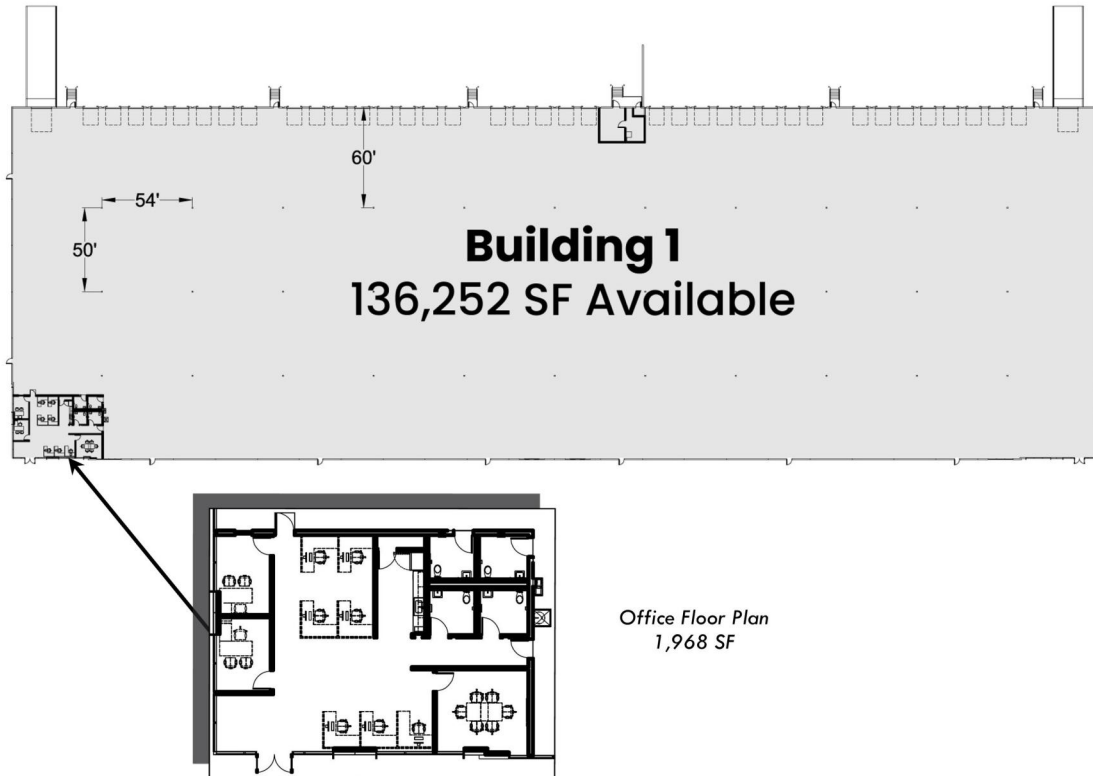 60'
54'
50'
Building 1
136,252 SF Available
Office Floor Plan
1,968 SF